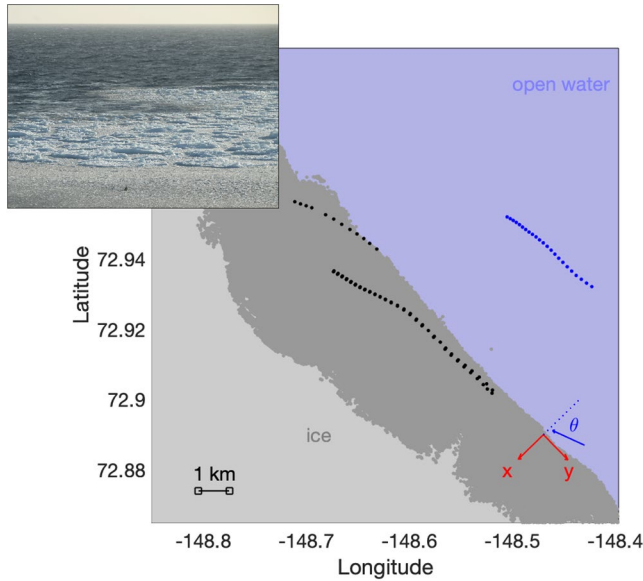 open water
72.94
Latitude
72.92
72.9
θ
ice
72.88
x
y
1 km
-148.8
-148.7
-148.6
-148.5
-148.4
Longitude